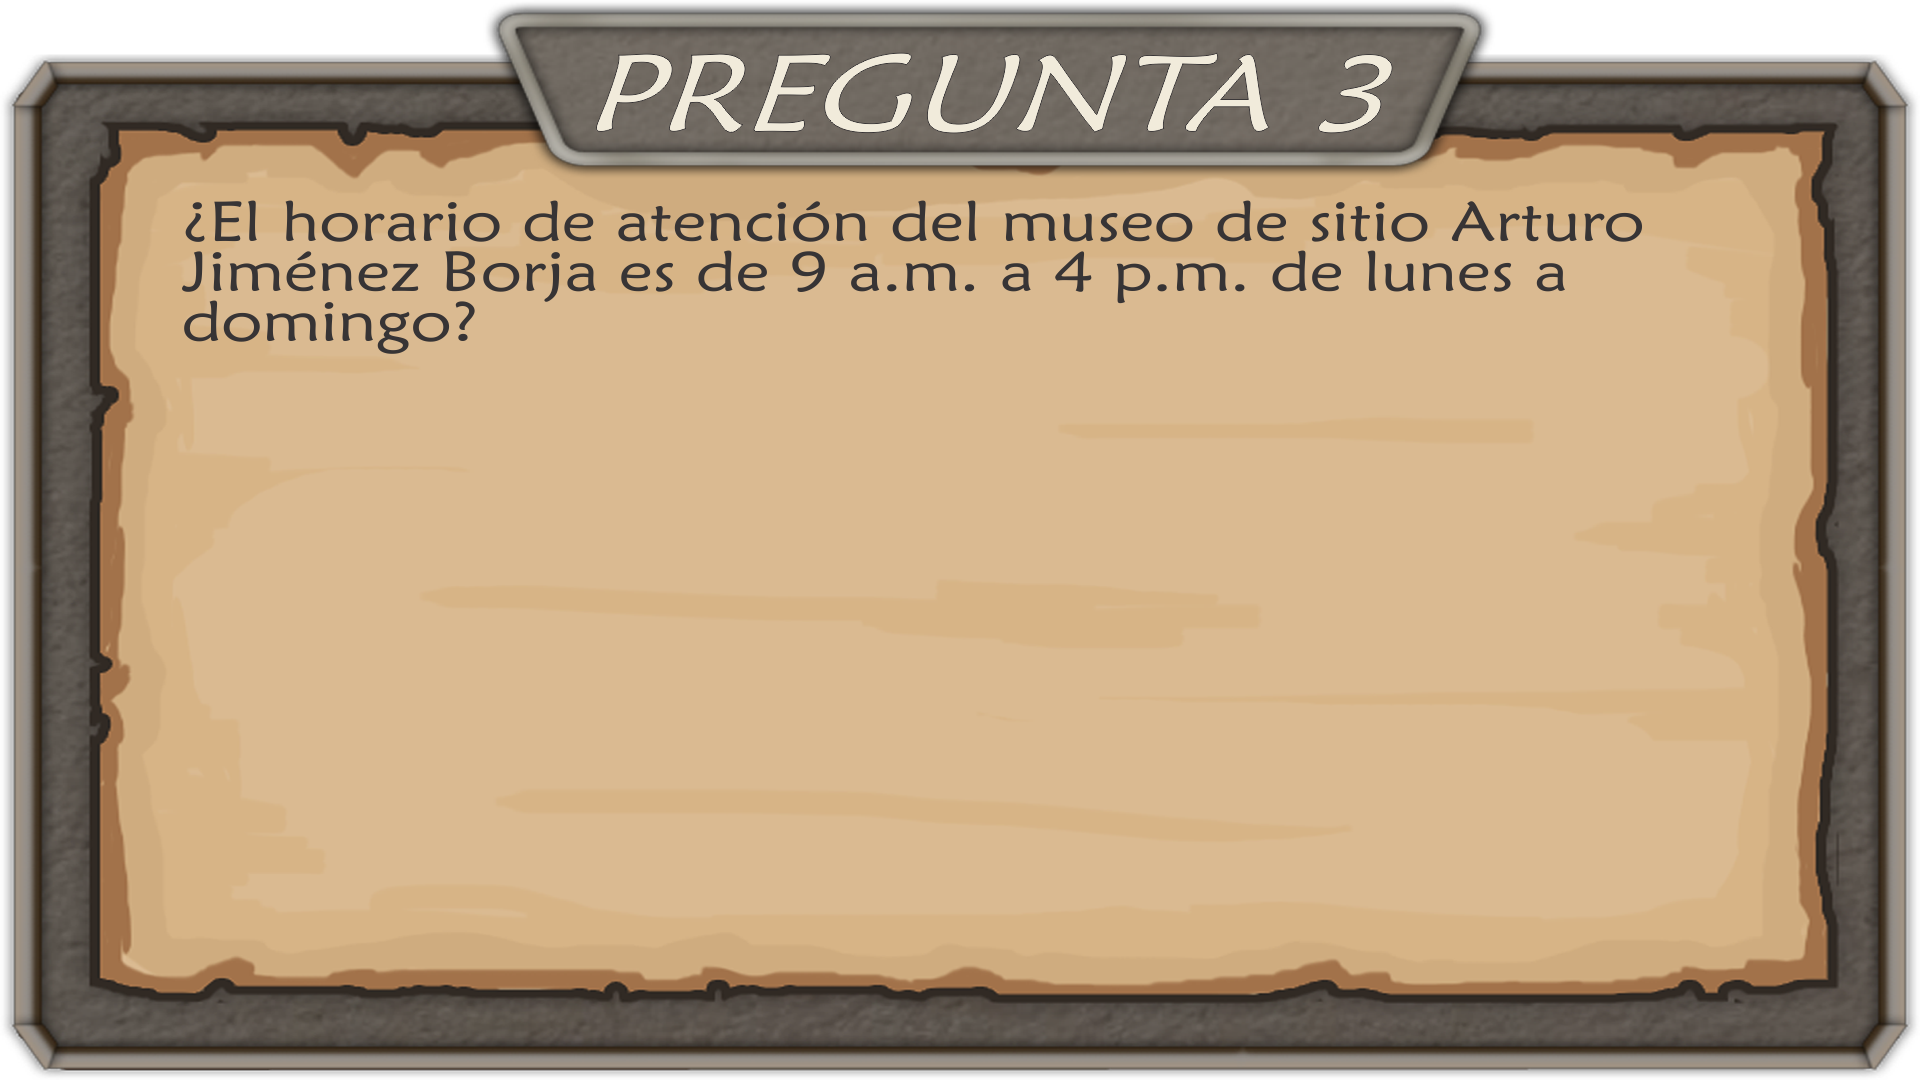 PREGUNTA 3
¿El horario de atención del museo de sitio Arturo
Jiménez Borja es de 9 a.m. a 4 p.m. de lunes a
domingo?